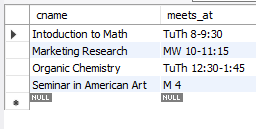 cname meets_at
Intoduction to Math TuTh 8-9:30
Marketing Research MW 10-11:15
Organic Chemistry TuTh 12:30-1:45
Seminar in American Art M 4
NULL NULL